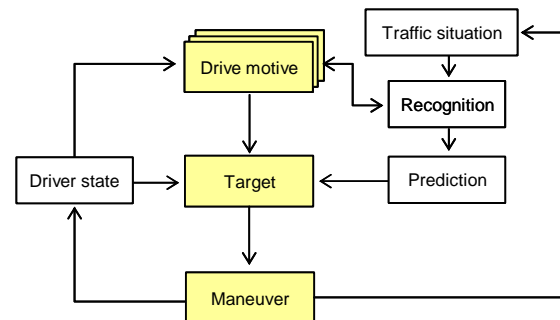 Traffic situation
Drive motive
Recognition
Driver state
Target
Prediction
Maneuver